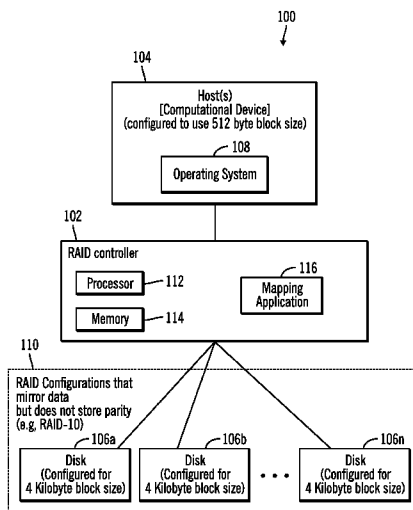 100
104
Host(s)
[Computational Device]
(configured to use 512 byte block size)
108
Operating System
102
RAID controller
Processor
112
Memory
114
116
Mapping
Application
110
RAID Configurations that
mirror data
but does not store parity
(e.g, RAID-10)
106a
Disk
(Configured for
4 Kilobyte block size)
106b
Disk
(Configured for
4 Kilobyte block size)
106n
Disk
(Configured for
4 Kilobyte block size)